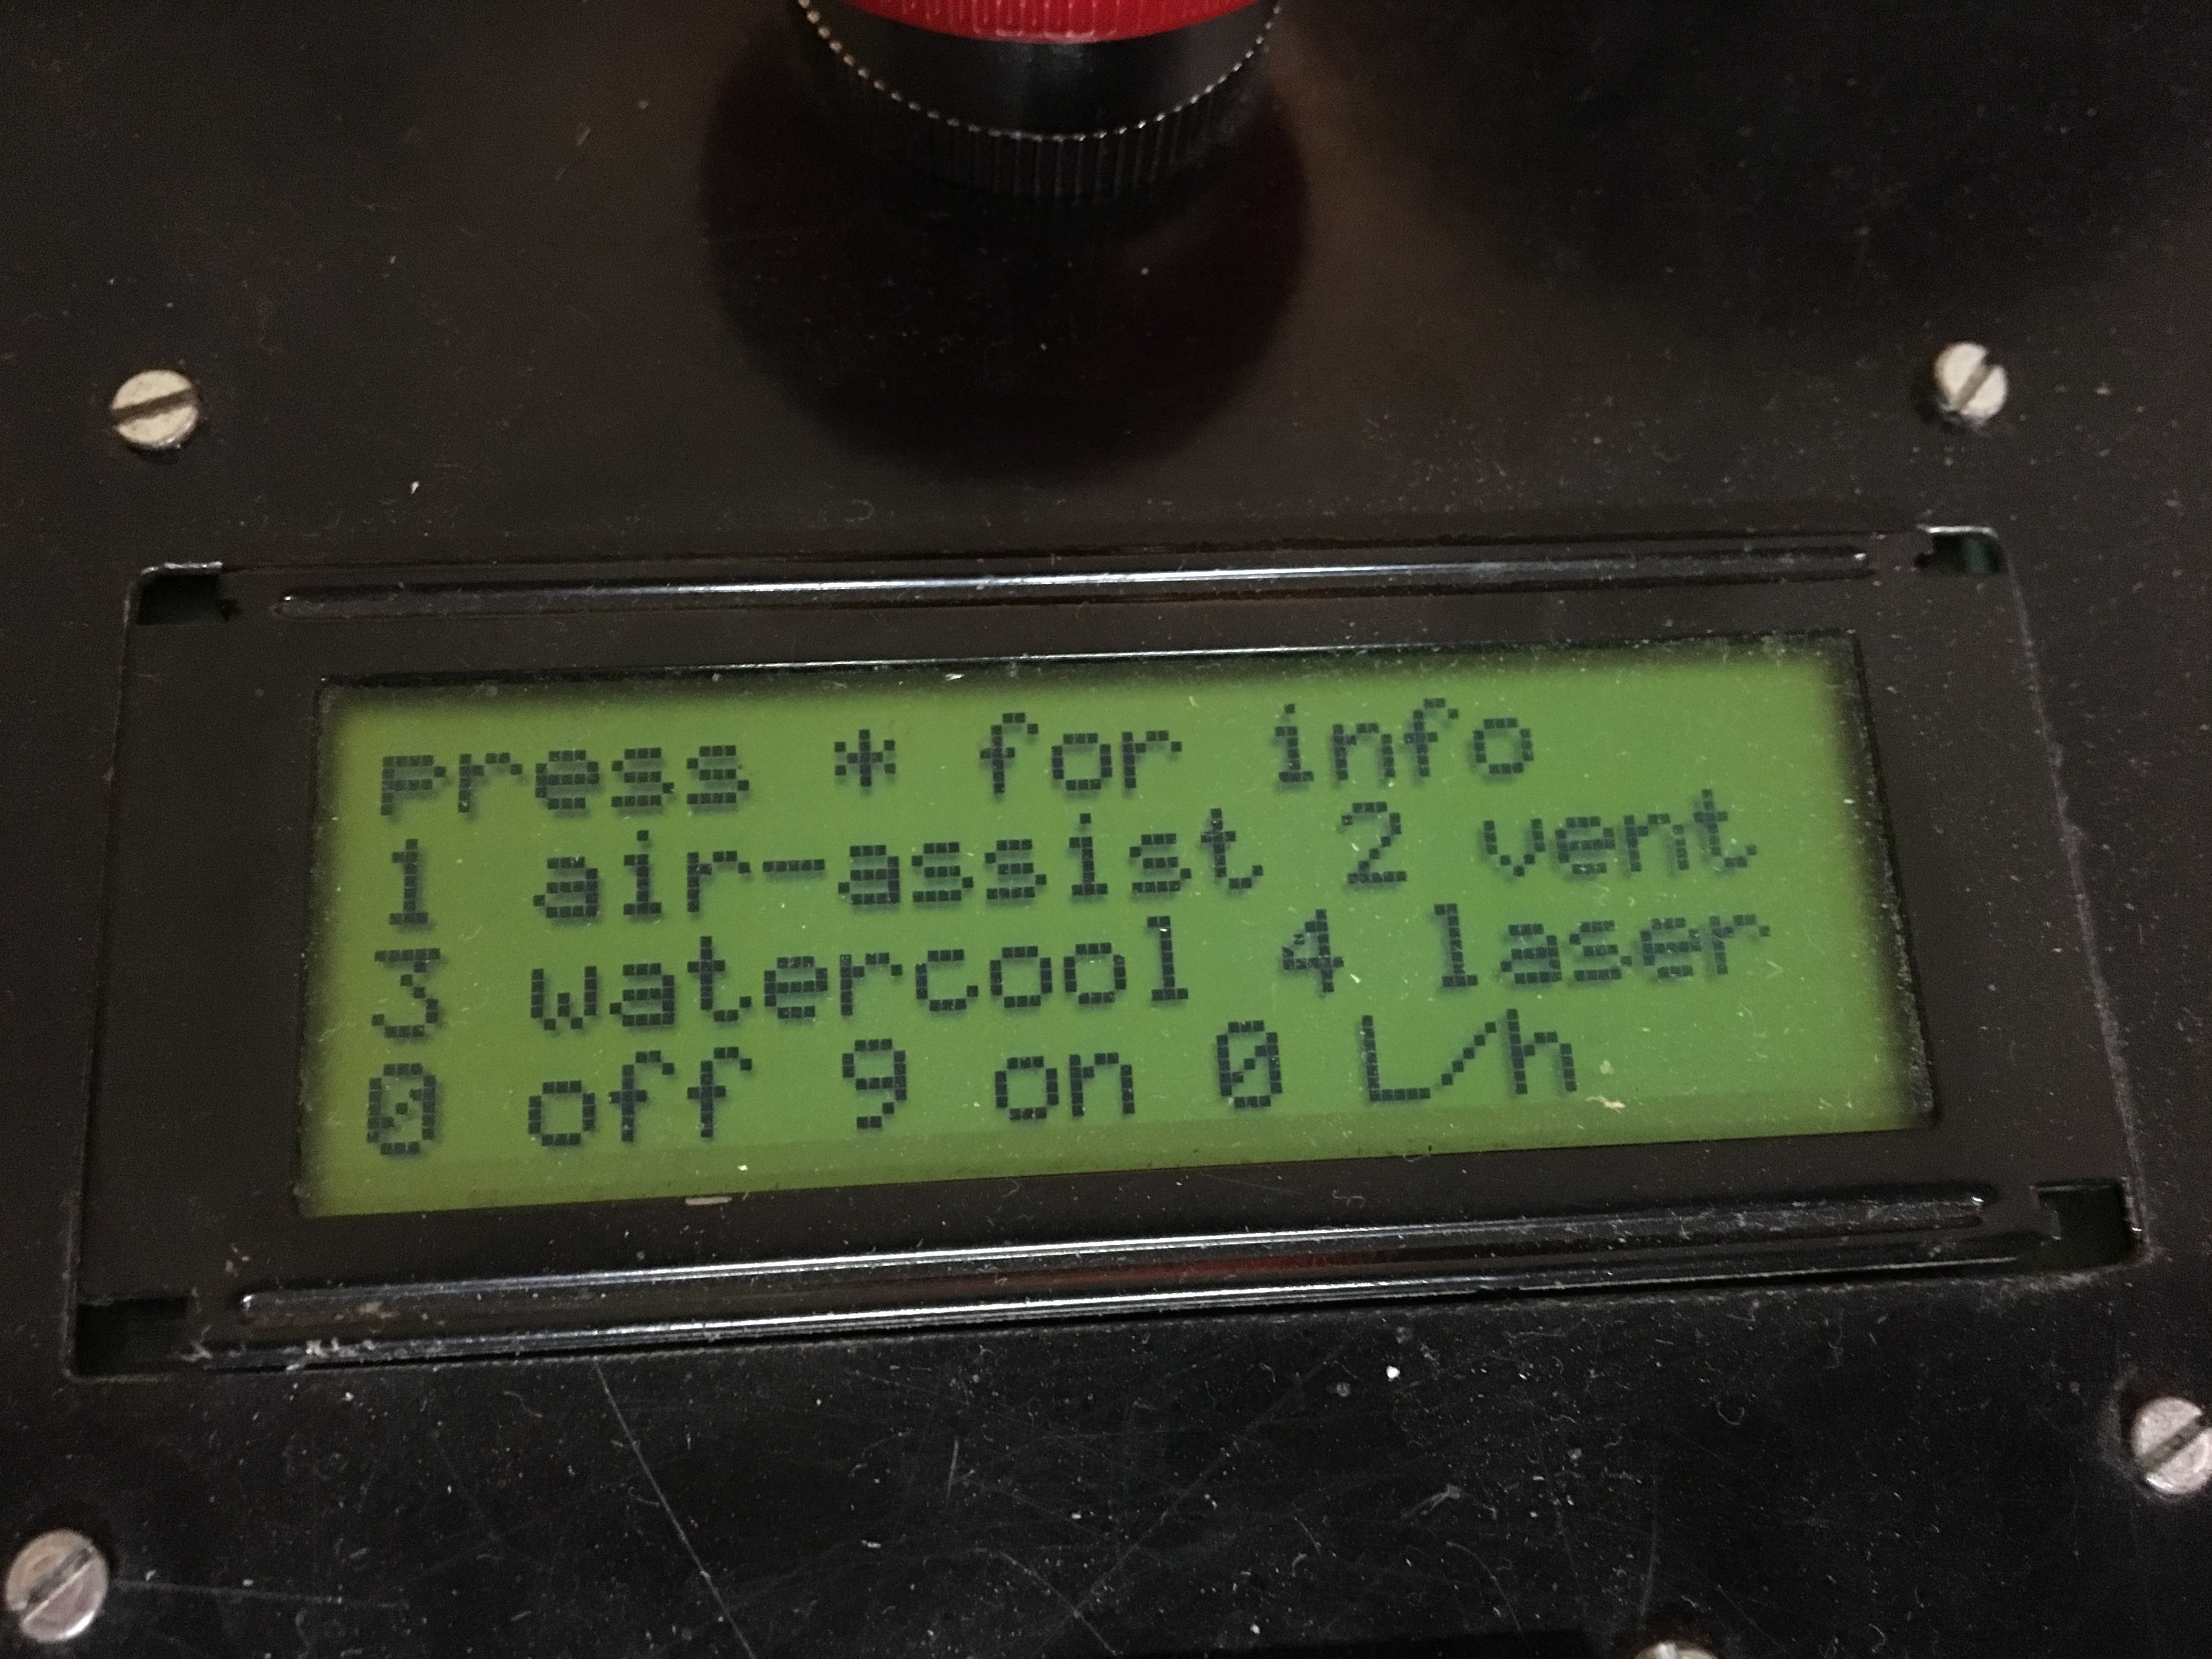 press * for info
1 air-assist 2 vent
3 watercool 4 laser
0 off 9 on 0 L/h